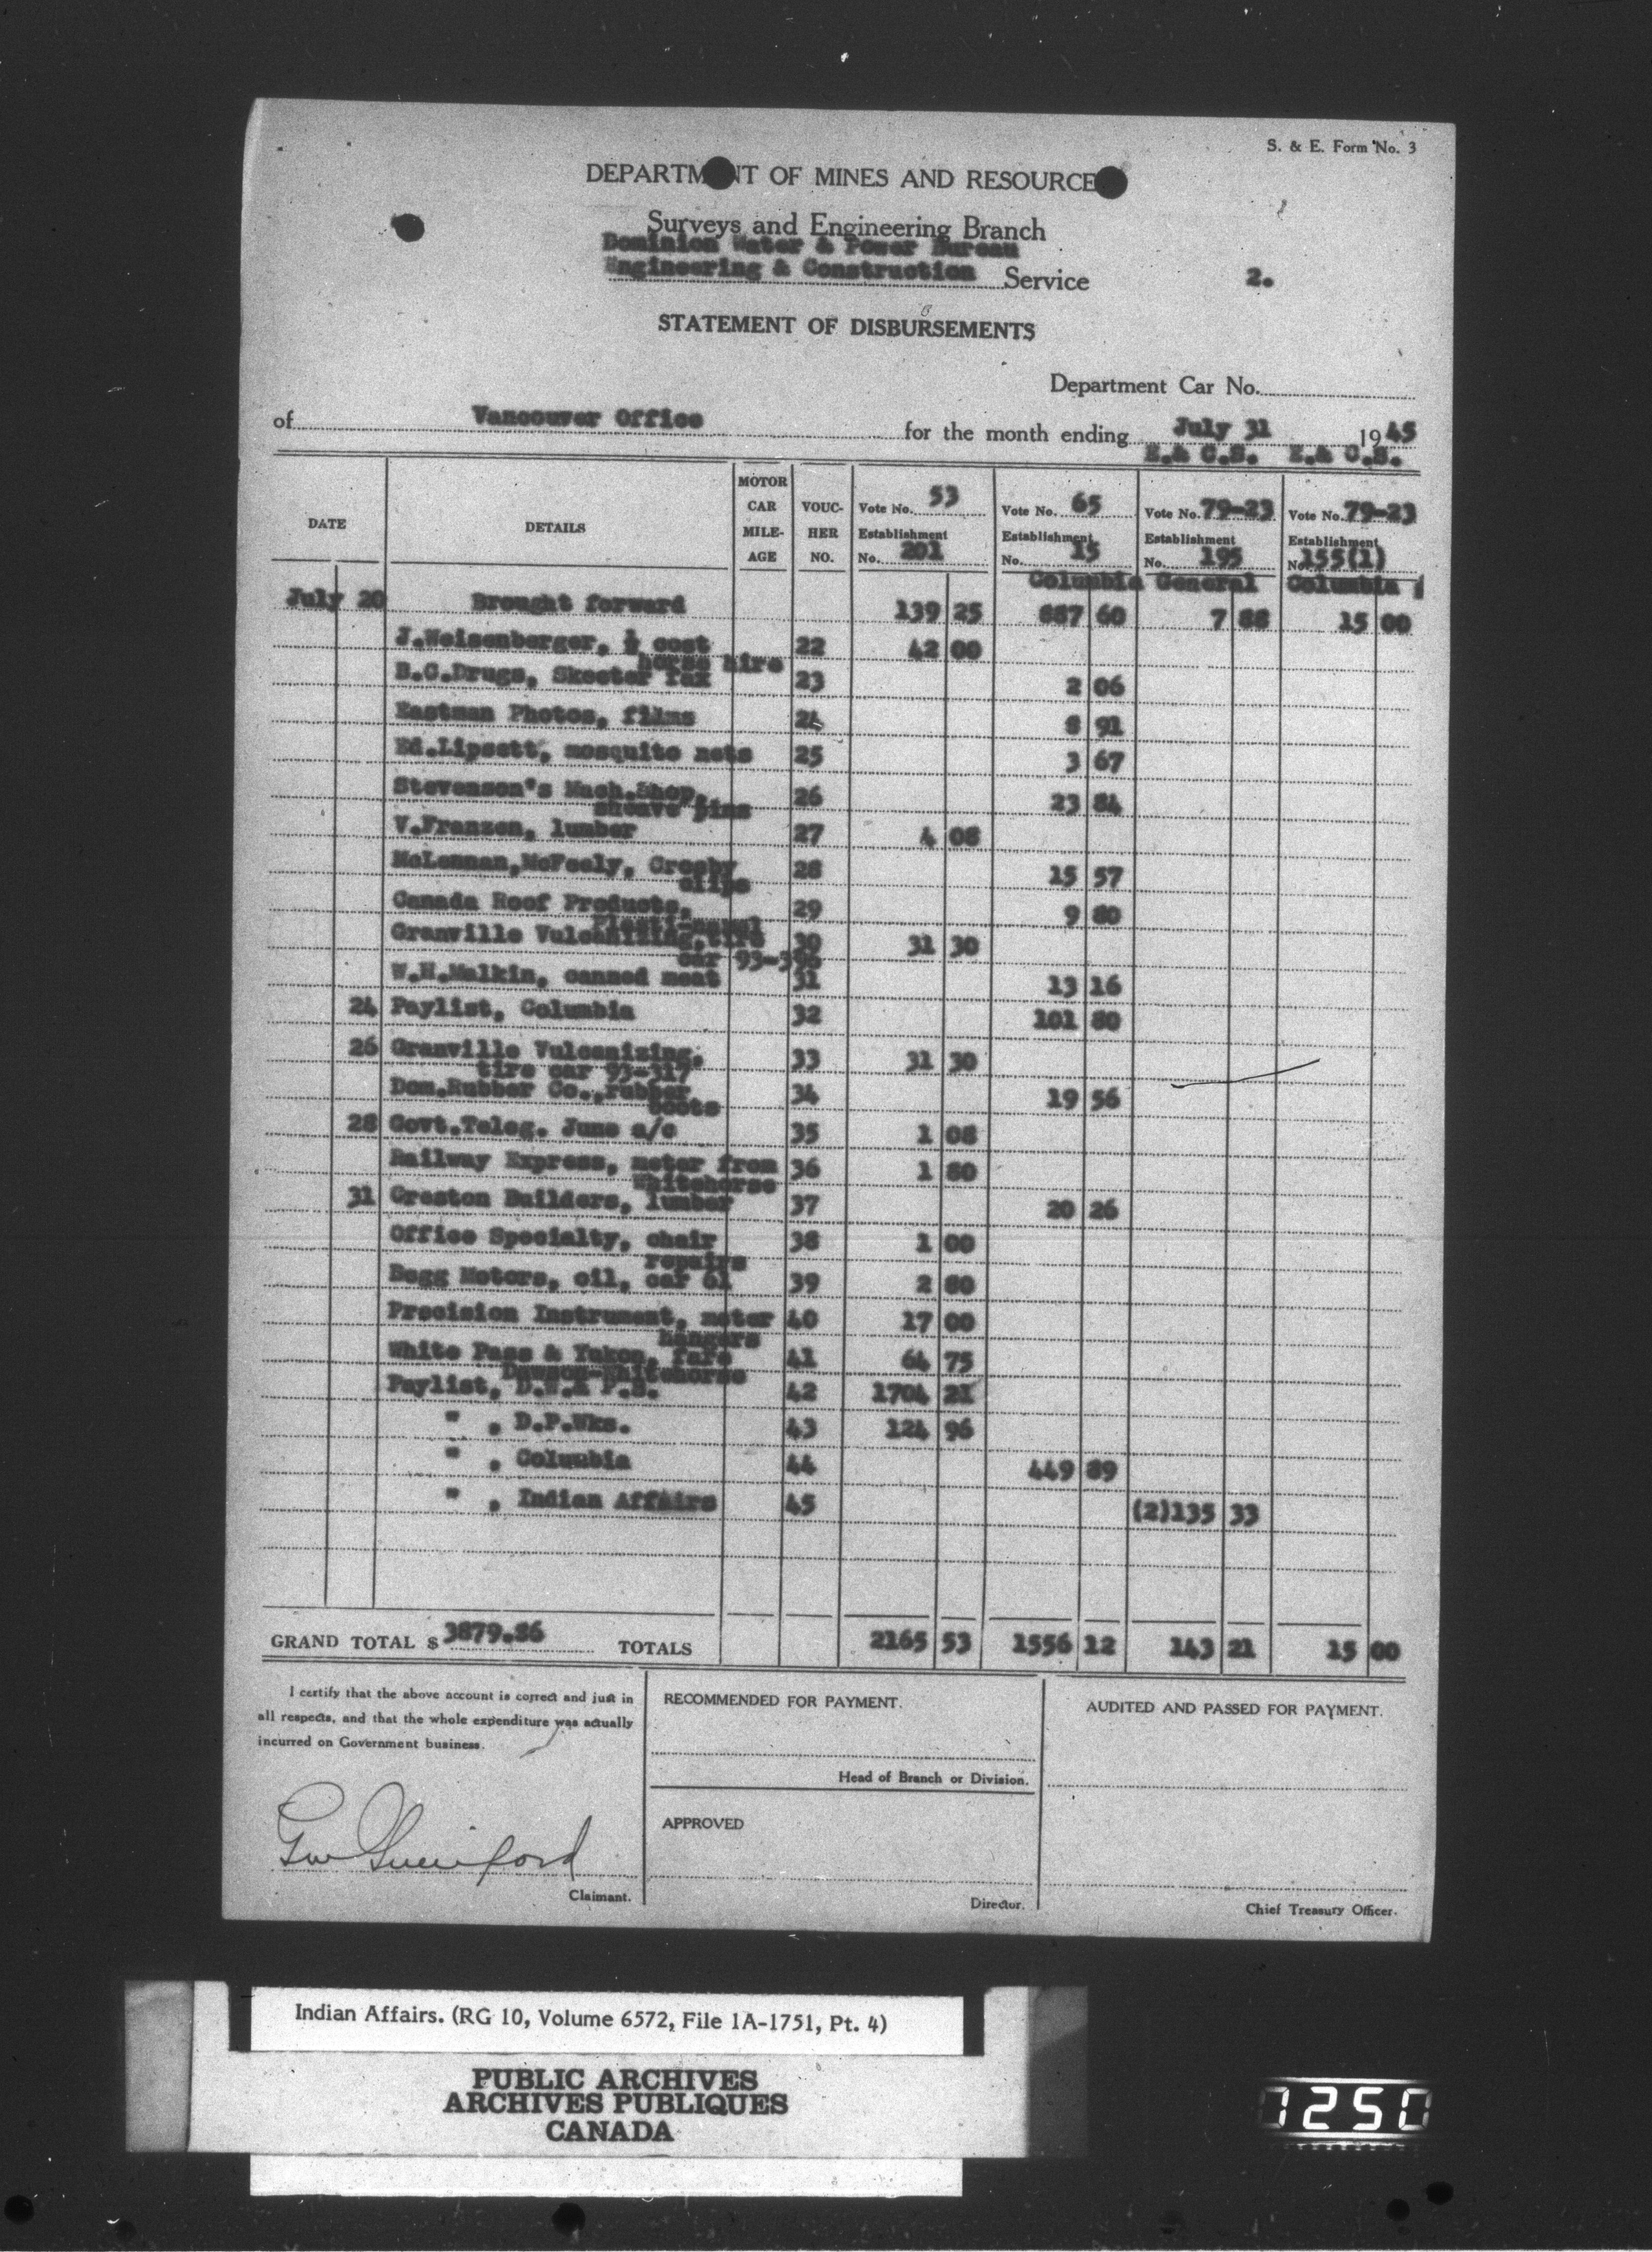 S. & E. Form No. 3
DEPARTMENT OF MINES AND RESOURCES
Surveys and Engineering Branch
Dominion Water & Power Bureau
Engineering & Construction Service 2.
STATEMENT OF DISBURSEMENTS
Department Car No.
of Vancouver Office for the month ending July 31 1945
E.& C.S. E.& C.S.
DATE DETAILS MOTOR CAR MILE-AGE VOUC-HER NO. Vote No. 53 Establishment No. 201 Vote No. 65 Establishment No. 15 Vote No. 79-23 Establishment No. 195 Vote No. 79-23 Establishment No. 155(1)
Columbia General Columbia
July 20 Brought forward 139 25 887 60 7 88 15 00
J.Weisenberger, ½ cost horse hire 22 42 00
B.C.Drugs, Skeeter fax 23 2 06
Eastman Photos, films 24 8 91
Ed.Lipsett, mosquito nets 25 3 67
Stevenson's Mach.Shop, sheave pins 26 23 84
V.Franzen, lumber 27 4 08
McLennan,McFeely, Crosby clips 28 15 57
Canada Roof Products, 29 9 80
Granville Vulcanizing,tire car 93-396 30 31 30
W.H.Malkin, canned meat 31 13 16
24 Paylist, Columbia 32 101 80
26 Granville Vulcanizing, tire car 93-317 33 31 30
Dom.Rubber Co.,rubber boots 34 19 56
28 Govt.Teleg. June a/c 35 1 08
Railway Express, meter from Whitehorse 36 1 80
31 Creston Builders, lumber 37 20 26
Office Specialty, chair repairs 38 1 00
Begg Motors, oil, car 61 39 2 80
Precision Instrument, meter hangers 40 17 00
White Pass & Yukon, fare Dawson-Whitehorse 41 64 75
Paylist, D.W.& P.B. 42 1704 21
" , D.P.Wks. 43 124 96
" , Columbia 44 449 89
" , Indian Affairs 45 (2)135 33
GRAND TOTAL $ 3879.86 TOTALS 2165 53 1556 12 143 21 15 00
I certify that the above account is correct and just in
all respects, and that the whole expenditure was actually
incurred on Government business.
Claimant.
RECOMMENDED FOR PAYMENT.
Head of Branch or Division.
APPROVED
Director.
AUDITED AND PASSED FOR PAYMENT.
Chief Treasury Officer.
Indian Affairs. (RG 10, Volume 6572, File 1A-1751, Pt. 4)
PUBLIC ARCHIVES
ARCHIVES PUBLIQUES
CANADA
1250